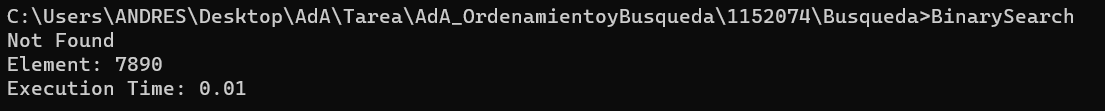 C:\Users\ANDRES\Desktop\AdA\Tarea\AdA_OrdenamientoyBusqueda\1152074\Busqueda>BinarySearch
Not Found
Element: 7890
Execution Time: 0.01